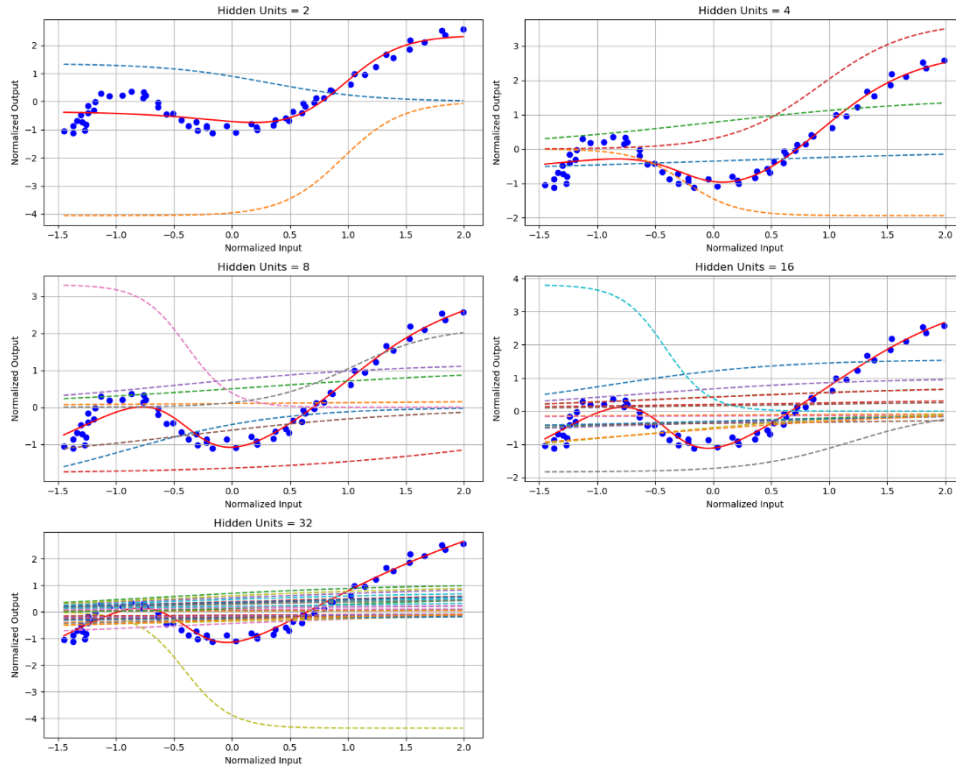 Hidden Units = 2
Normalized Output
2
1
0
−1
−2
−3
−4
−1.5 −1.0 −0.5 0.0 0.5 1.0 1.5 2.0
Normalized Input
Hidden Units = 4
Normalized Output
3
2
1
0
−1
−2
−1.5 −1.0 −0.5 0.0 0.5 1.0 1.5 2.0
Normalized Input
Hidden Units = 8
Normalized Output
3
2
1
0
−1
−1.5 −1.0 −0.5 0.0 0.5 1.0 1.5 2.0
Normalized Input
Hidden Units = 16
Normalized Output
4
3
2
1
0
−1
−2
−1.5 −1.0 −0.5 0.0 0.5 1.0 1.5 2.0
Normalized Input
Hidden Units = 32
Normalized Output
2
1
0
−1
−2
−3
−4
−1.5 −1.0 −0.5 0.0 0.5 1.0 1.5 2.0
Normalized Input